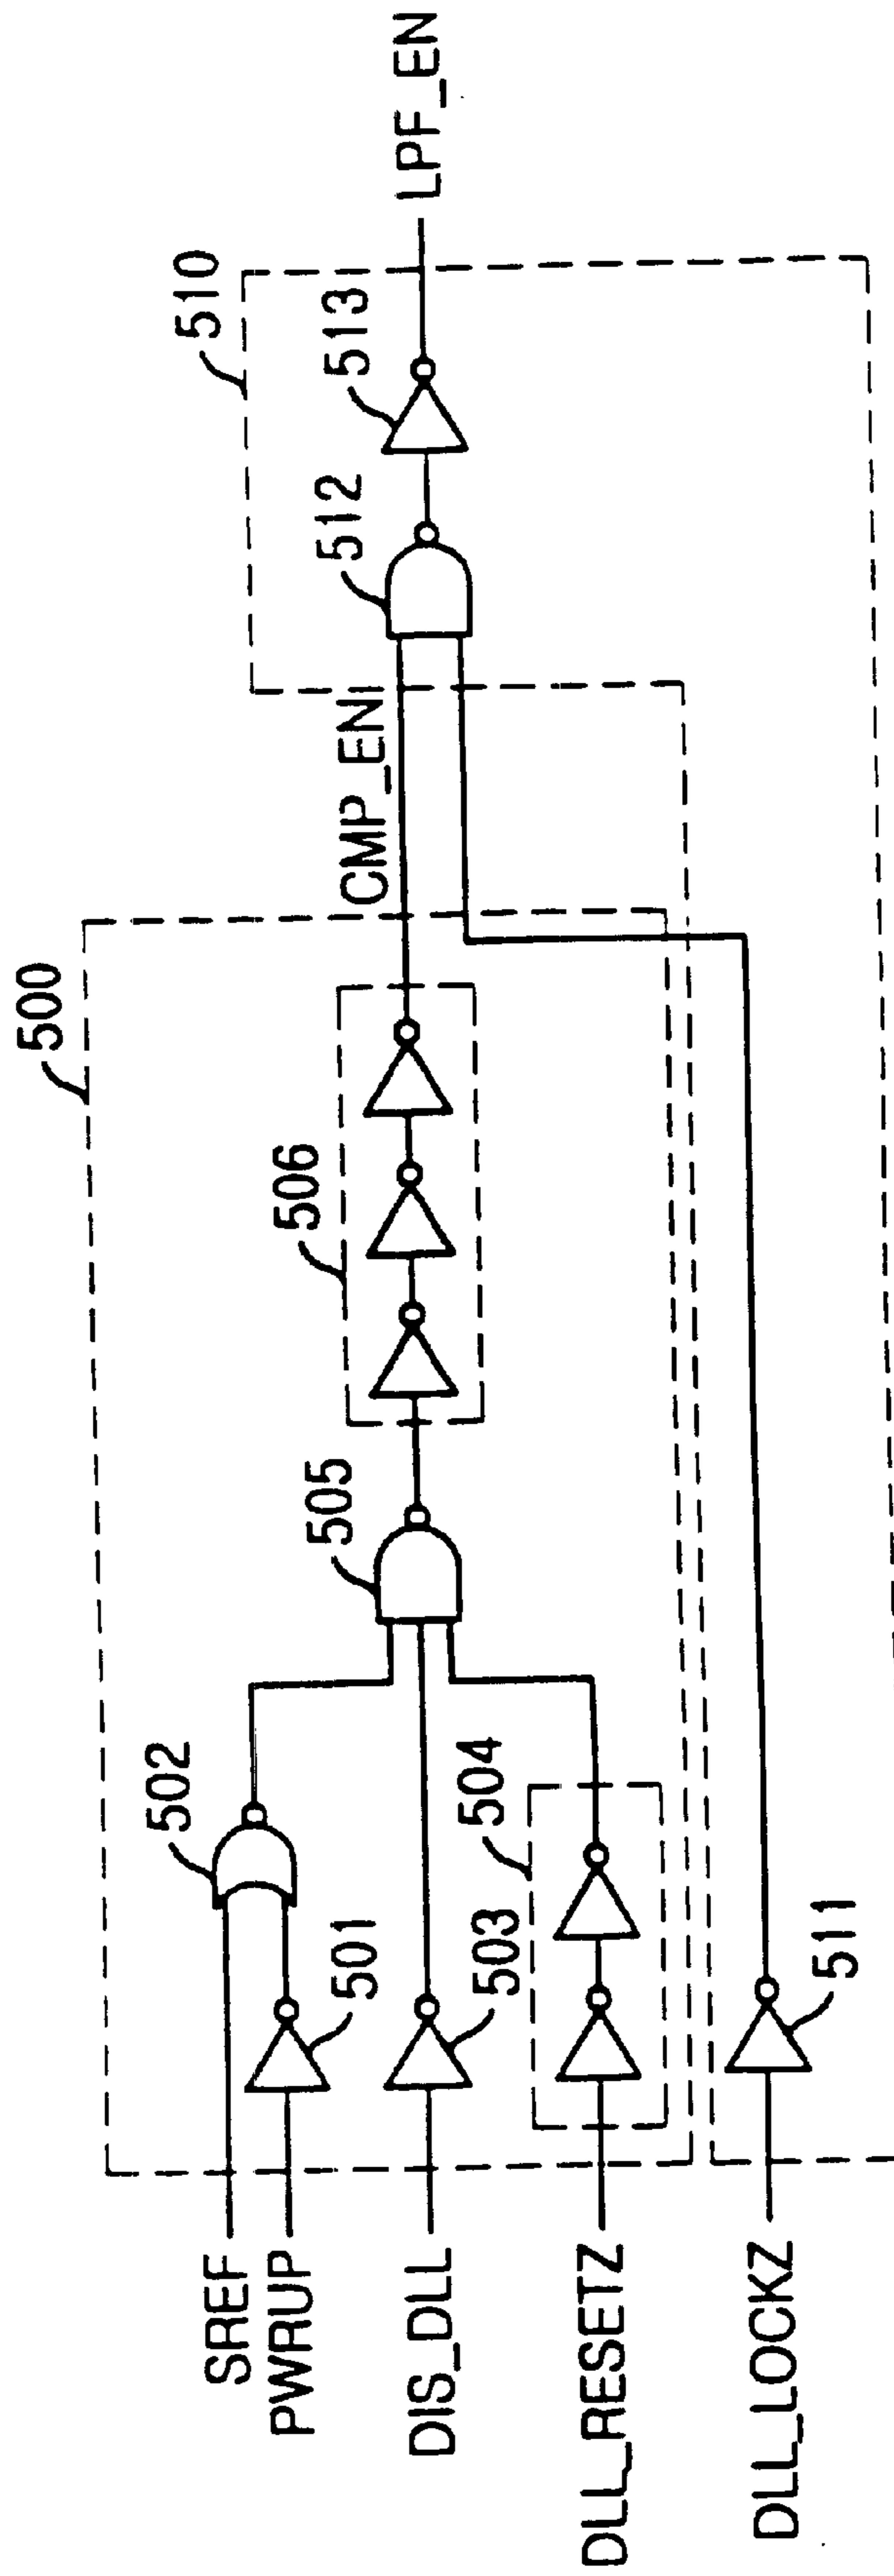 500
510
SREF
PWRUP
501
502
DIS_DLL
503
DLL_RESETZ
504
505
506
CMP_EN
512
513
LPF_EN
DLL_LOCKZ
511